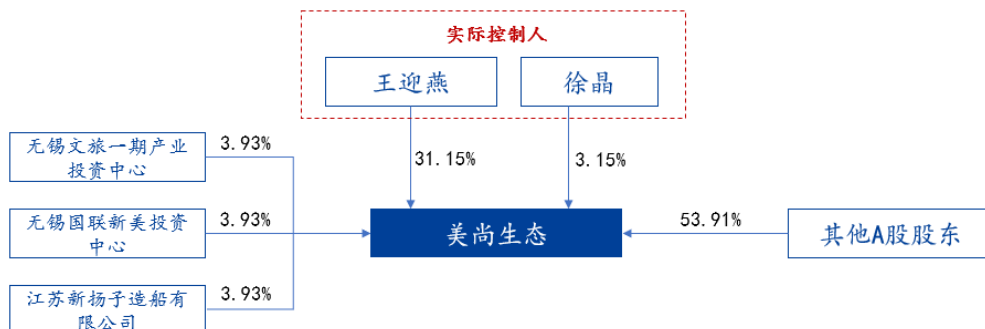 实际控制人
王迎燕
徐晶
31.15%
3.15%
无锡文旅一期产业
投资中心
3.93%
无锡国联新美投资
中心
3.93%
江苏新扬子造船有
限公司
3.93%
美尚生态
53.91%
其他A股股东